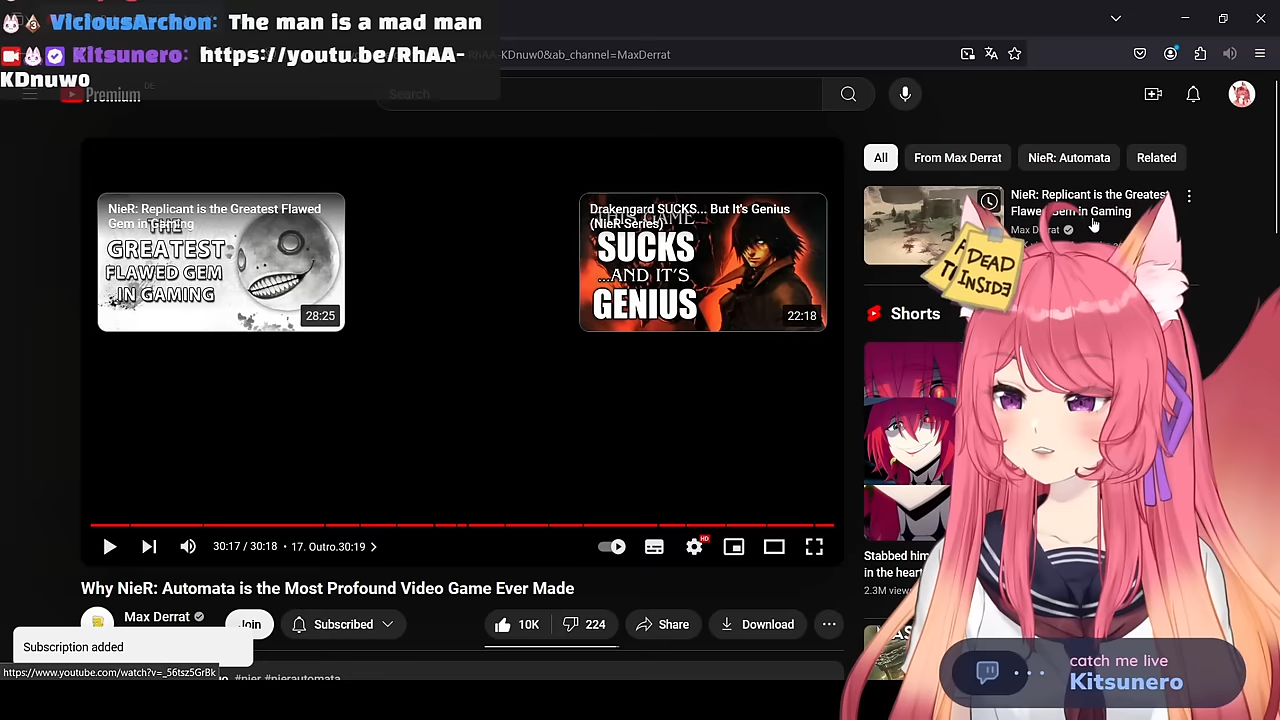 ViciousArchon: The man is a mad man
Kitsunero: https://youtu.be/RhAA-
KDnuw0
KDnuw0&ab_channel=MaxDerrat
Premium
DE
Search
All
From Max Derrat
NieR: Automata
Related
NieR: Replicant is the Greatest Flawed
Gem in Gaming
THE
GREATEST
FLAWED GEM
IN GAMING
28:25
Drakengard SUCKS... But It's Genius
(NieR Series)
THIS GAME
SUCKS
...AND IT'S
GENIUS
22:18
NieR: Replicant is the Greatest
Flawed Gem in Gaming
Max Derrat
DEAD
INSIDE
Shorts
30:17 / 30:18 • 17. Outro.30:19
HD
Why NieR: Automata is the Most Profound Video Game Ever Made
Max Derrat
Join
Subscribed
10K
224
Share
Download
Subscription added
https://www.youtube.com/watch?v=_56tsz5GrBk
#nier #nierautomata
Stabbed him
in the heart
2.3M views
catch me live
Kitsunero